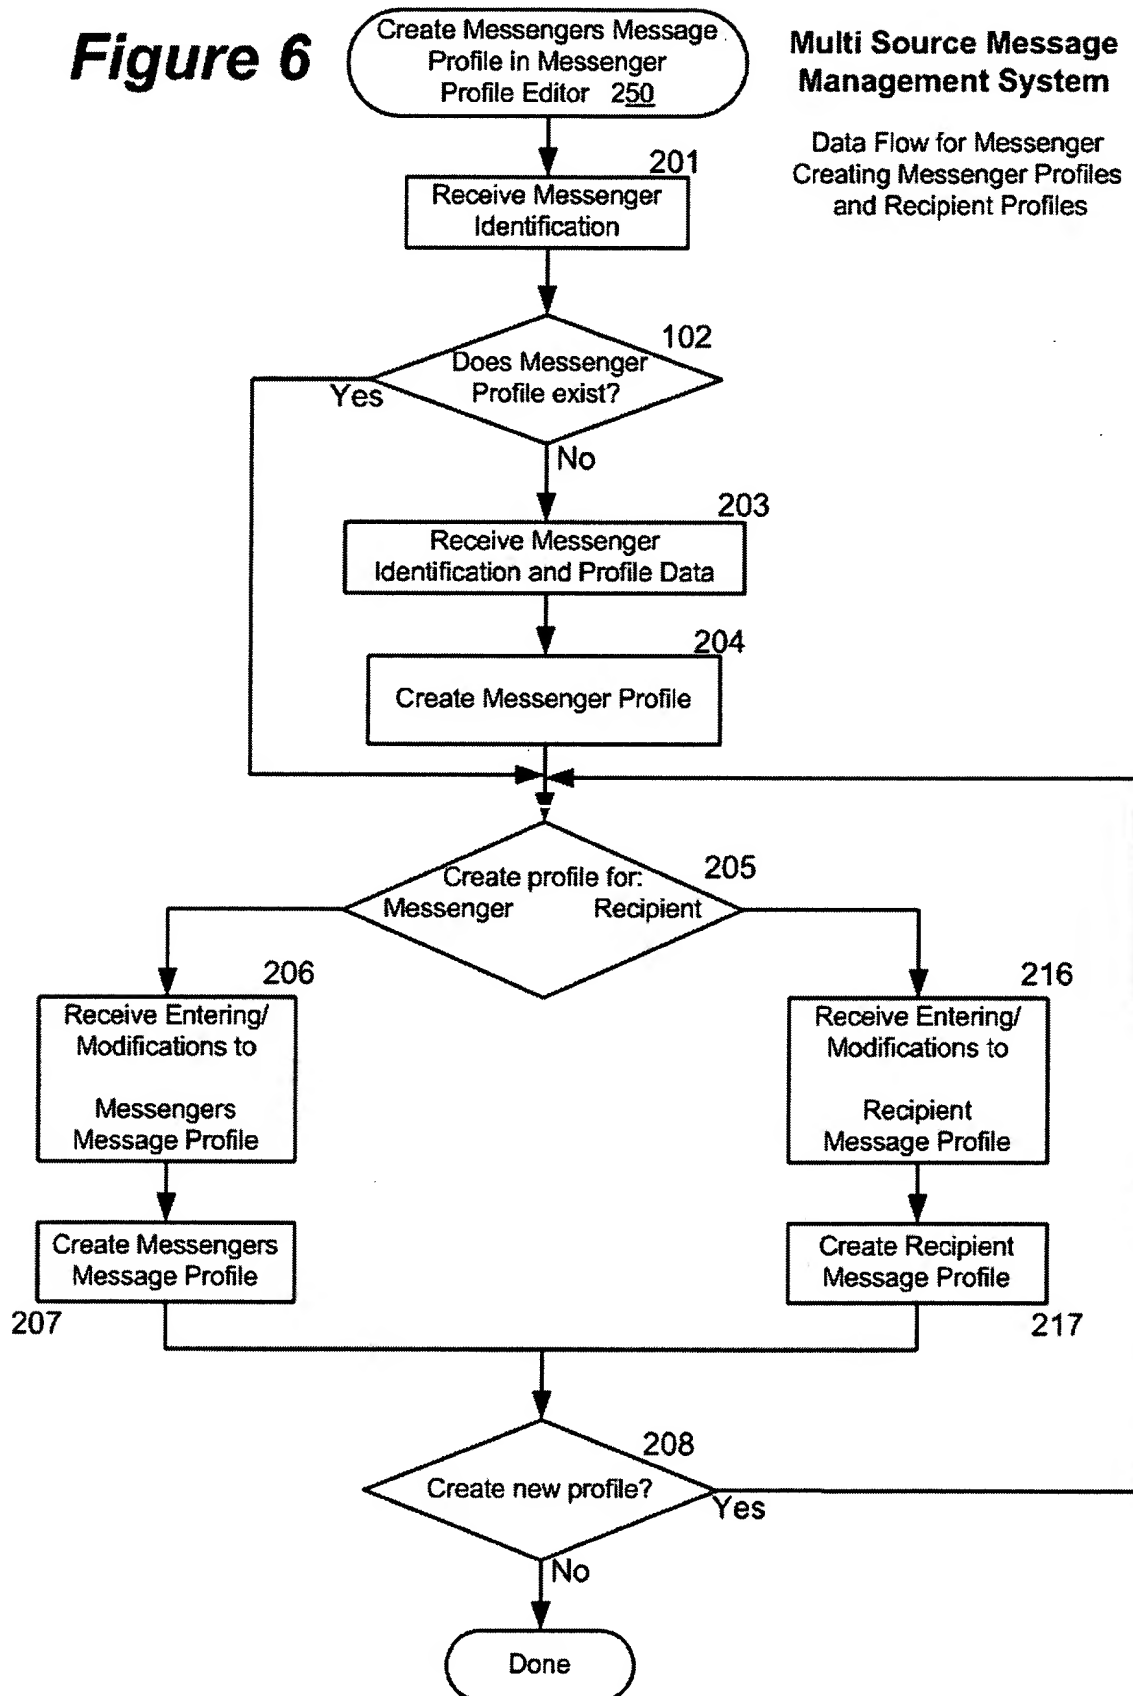 Figure 6
Create Messengers Message
Profile in Messenger
Profile Editor 250
Multi Source Message
Management System
Data Flow for Messenger
Creating Messenger Profiles
and Recipient Profiles
201
Receive Messenger
Identification
102
Does Messenger
Profile exist?
Yes
No
203
Receive Messenger
Identification and Profile Data
204
Create Messenger Profile
205
Create profile for:
Messenger Recipient
206
Receive Entering/
Modifications to
Messengers
Message Profile
216
Receive Entering/
Modifications to
Recipient
Message Profile
Create Messengers
Message Profile
207
Create Recipient
Message Profile
217
208
Create new profile?
Yes
No
Done